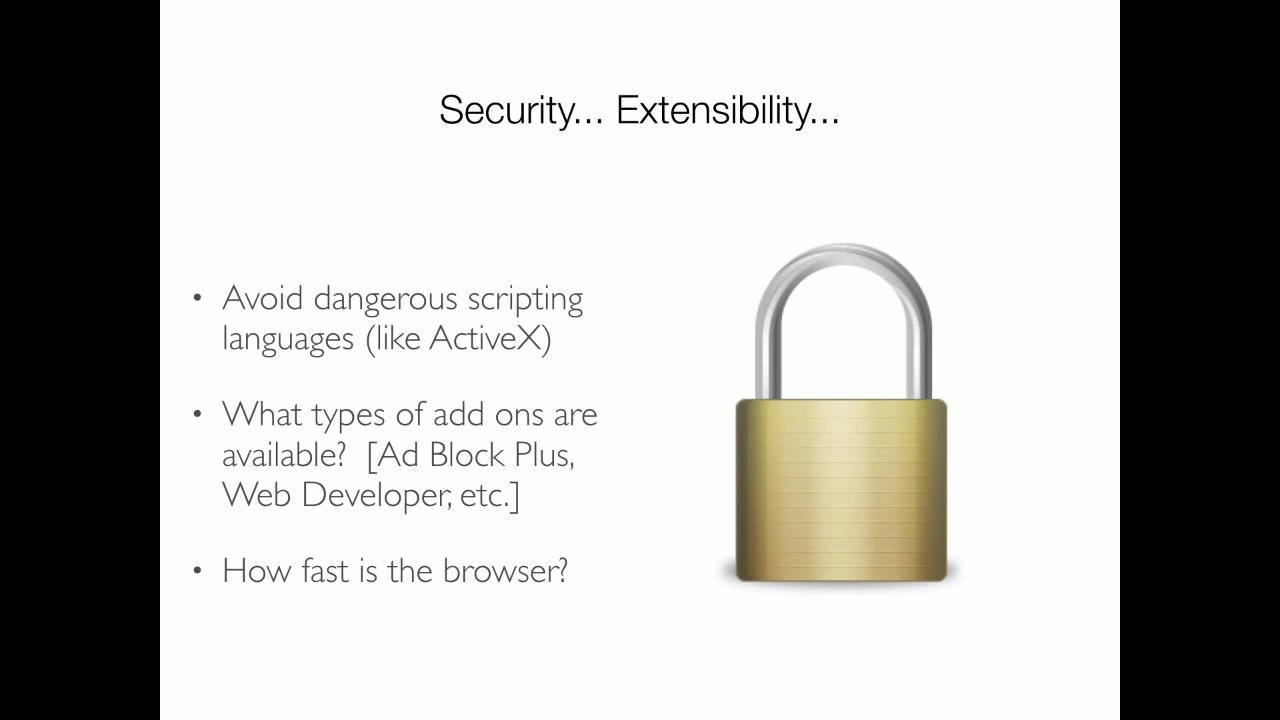 Security... Extensibility...
• Avoid dangerous scripting
languages (like ActiveX)
• What types of add ons are
available?  [Ad Block Plus,
Web Developer, etc.]
• How fast is the browser?